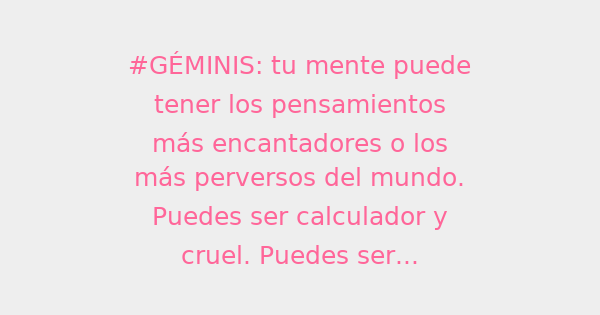 #GÉMINIS: tu mente puede
tener los pensamientos
más encantadores o los
más perversos del mundo.
Puedes ser calculador y
cruel. Puedes ser...